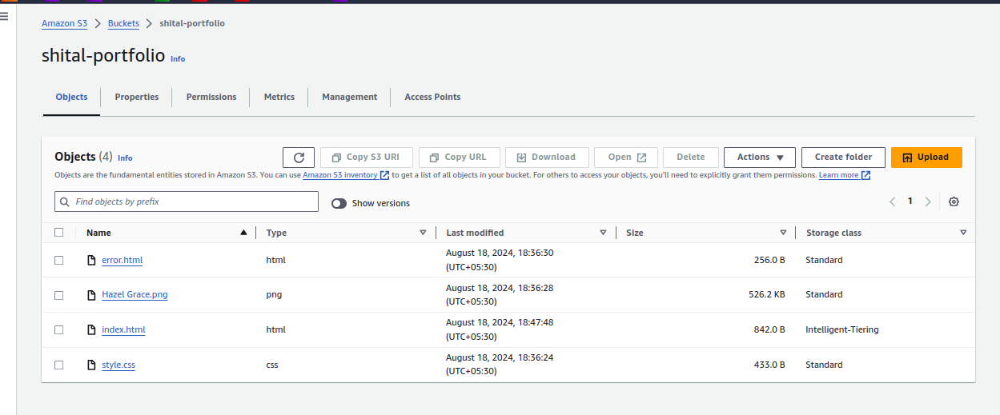 Amazon S3 > Buckets > shital-portfolio
shital-portfolio Info
Objects Properties Permissions Metrics Management Access Points
Objects (4) Info Copy S3 URI Copy URL Download Open Delete Actions Create folder Upload
Objects are the fundamental entities stored in Amazon S3. You can use Amazon S3 inventory to get a list of all objects in your bucket. For others to access your objects, you'll need to explicitly grant them permissions. Learn more
Find objects by prefix Show versions 1
Name Type Last modified Size Storage class
error.html html August 18, 2024, 18:36:30 256.0 B Standard
(UTC+05:30)
Hazel Grace.png png August 18, 2024, 18:36:28 526.2 KB Standard
(UTC+05:30)
index.html html August 18, 2024, 18:47:48 842.0 B Intelligent-Tiering
(UTC+05:30)
style.css css August 18, 2024, 18:36:24 433.0 B Standard
(UTC+05:30)